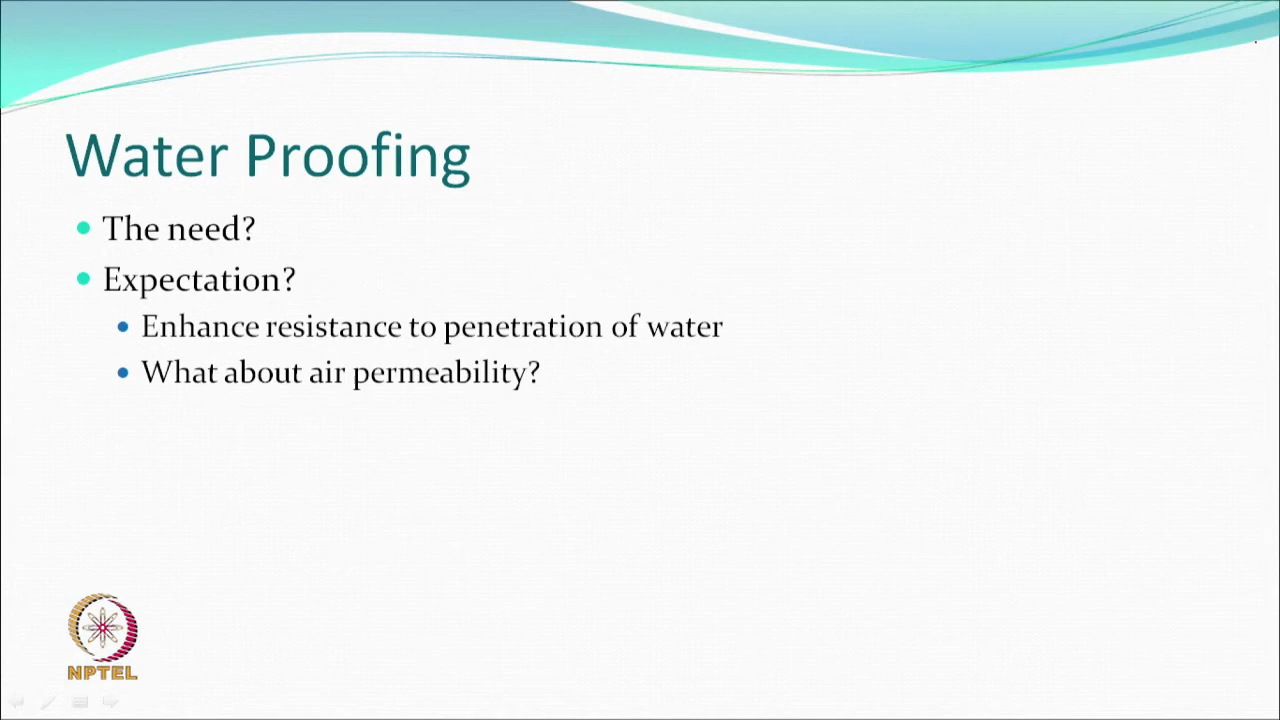 Water Proofing
The need?
Expectation?
Enhance resistance to penetration of water
What about air permeability?
NPTEL